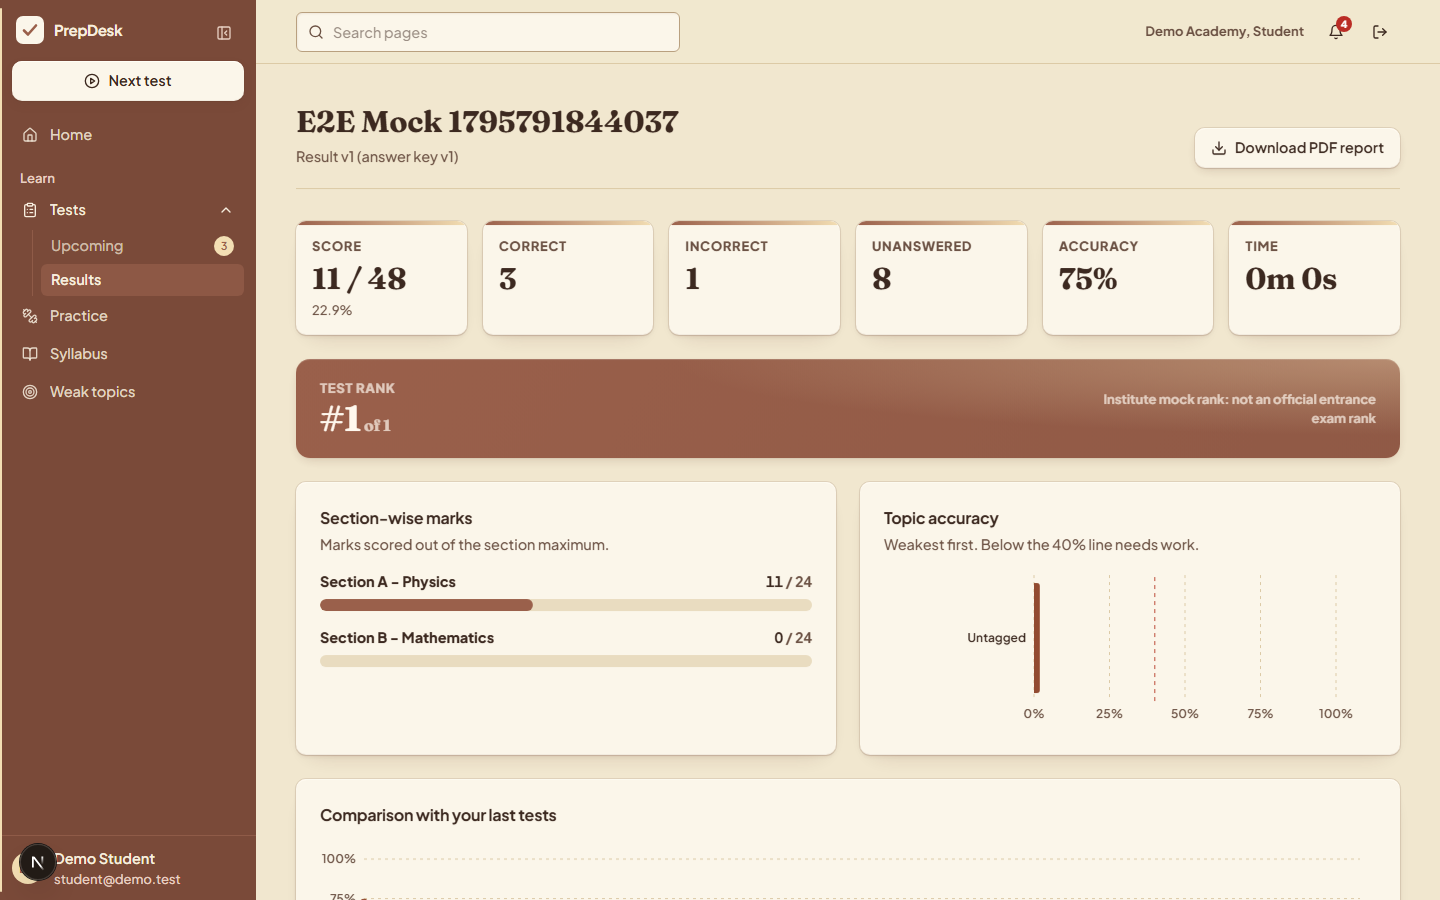 PrepDesk
Next test
Home
Learn
Tests
Upcoming 3
Results
Practice
Syllabus
Weak topics
N
Demo Student
student@demo.test
Search pages
Demo Academy, Student
4
E2E Mock 1795791844037
Result v1 (answer key v1)
Download PDF report
SCORE
11 / 48
22.9%
CORRECT
3
INCORRECT
1
UNANSWERED
8
ACCURACY
75%
TIME
0m 0s
TEST RANK
#1 of 1
Institute mock rank: not an official entrance
exam rank
Section-wise marks
Marks scored out of the section maximum.
Section A - Physics 11 / 24
Section B - Mathematics 0 / 24
Topic accuracy
Weakest first. Below the 40% line needs work.
Untagged
0% 25% 50% 75% 100%
Comparison with your last tests
100%
75%